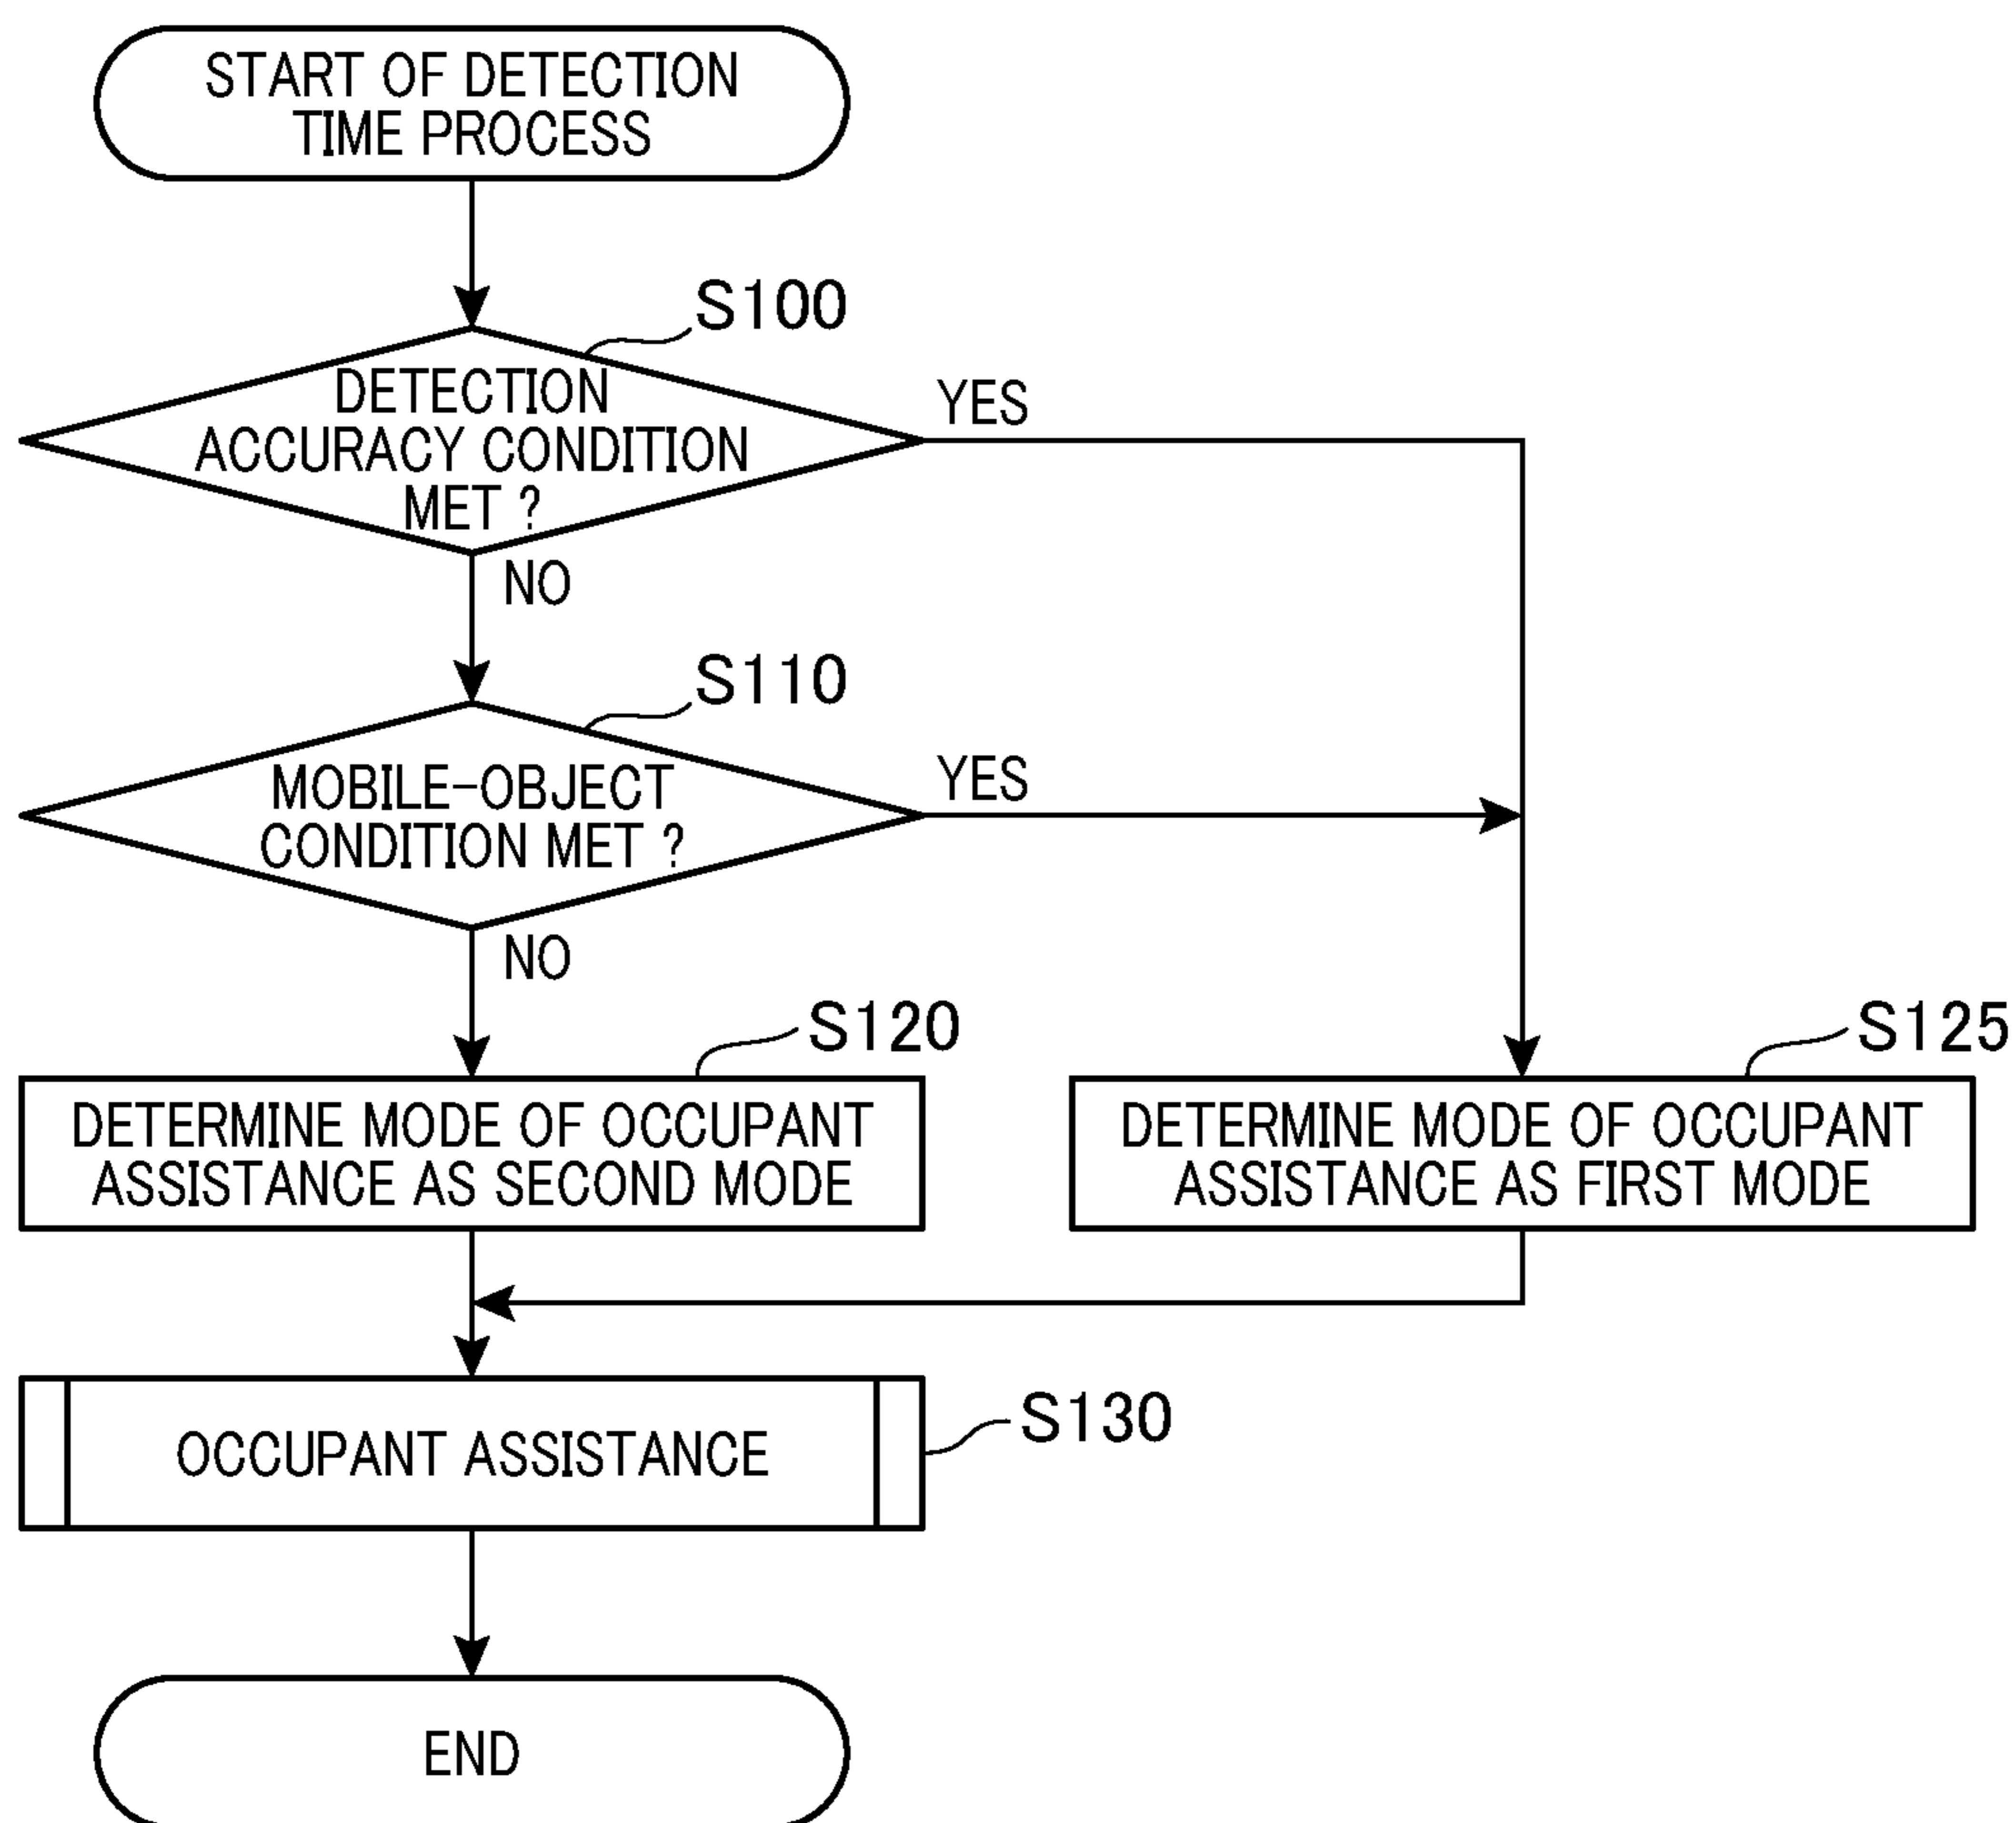 START OF DETECTION
TIME PROCESS
S100
DETECTION
ACCURACY CONDITION
MET ?
YES
NO
S110
MOBILE-OBJECT
CONDITION MET ?
YES
NO
S120
DETERMINE MODE OF OCCUPANT
ASSISTANCE AS SECOND MODE
S125
DETERMINE MODE OF OCCUPANT
ASSISTANCE AS FIRST MODE
OCCUPANT ASSISTANCE
S130
END